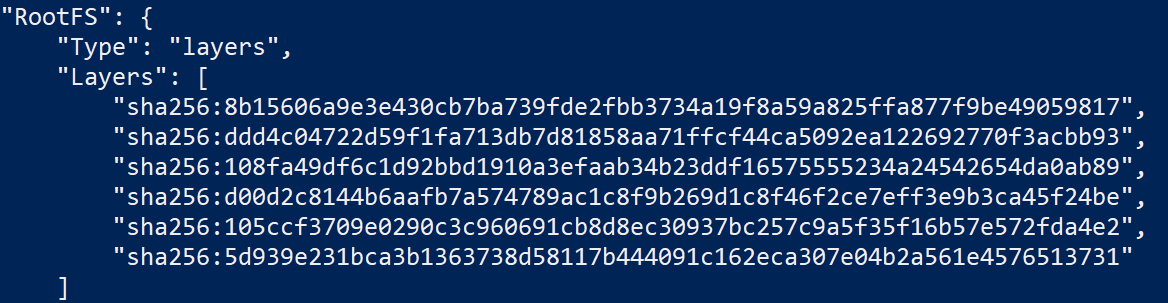 "RootFS": {
    "Type": "layers",
    "Layers": [
        "sha256:8b15606a9e3e430cb7ba739fde2fbb3734a19f8a59a825ffa877f9be49059817",
        "sha256:ddd4c04722d59f1fa713db7d81858aa71ffcf44ca5092ea122692770f3acbb93",
        "sha256:108fa49df6c1d92bbd1910a3efaab34b23ddf16575555234a24542654da0ab89",
        "sha256:d00d2c8144b6aafb7a574789ac1c8f9b269d1c8f46f2ce7eff3e9b3ca45f24be",
        "sha256:105ccf3709e0290c3c960691cb8d8ec30937bc257c9a5f35f16b57e572fda4e2",
        "sha256:5d939e231bca3b1363738d58117b444091c162eca307e04b2a561e4576513731"
    ]